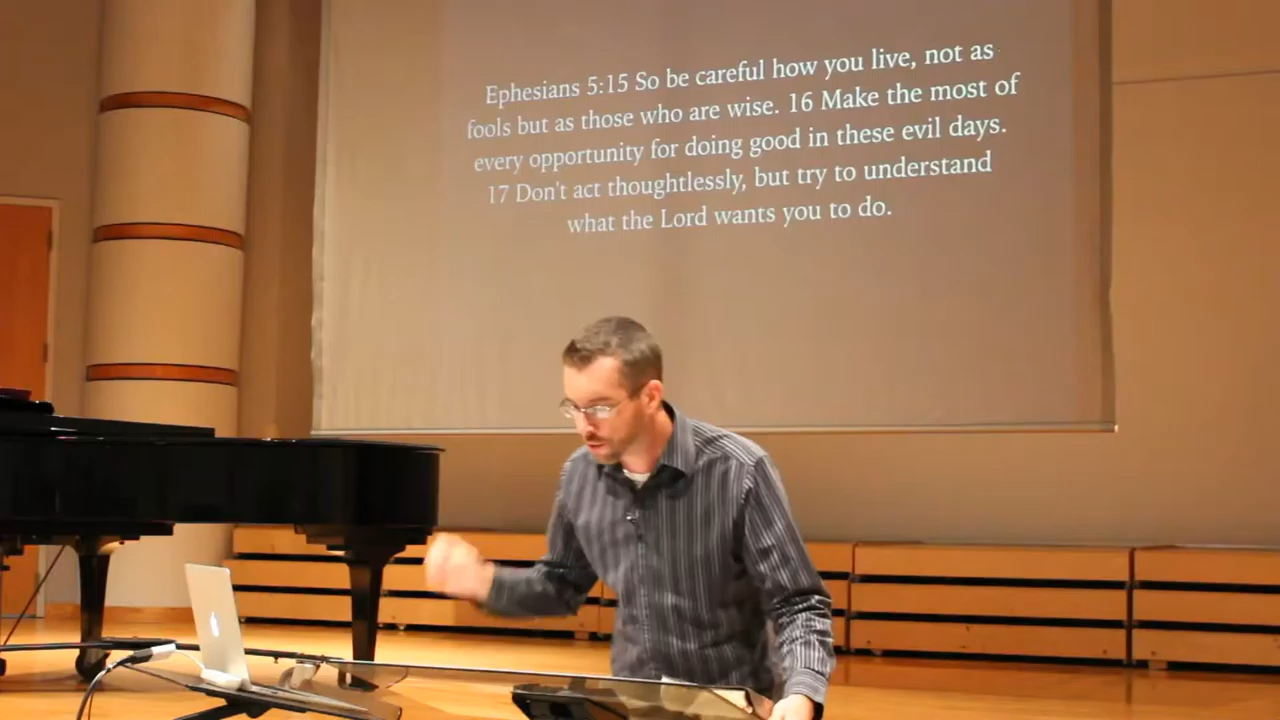 Ephesians 5:15 So be careful how you live, not as
fools but as those who are wise. 16 Make the most of
every opportunity for doing good in these evil days.
17 Don't act thoughtlessly, but try to understand
what the Lord wants you to do.